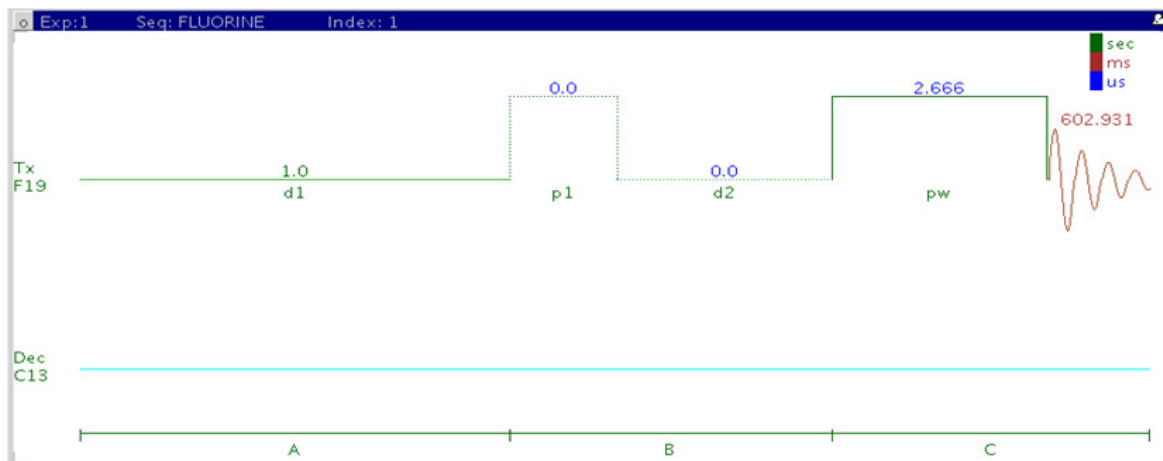 o Exp:1 Seq: FLUORINE Index: 1
sec
ms
us
0.0
2.666
602.931
Tx
F19
1.0
0.0
d1
p1
d2
pw
Dec
C13
A
B
C